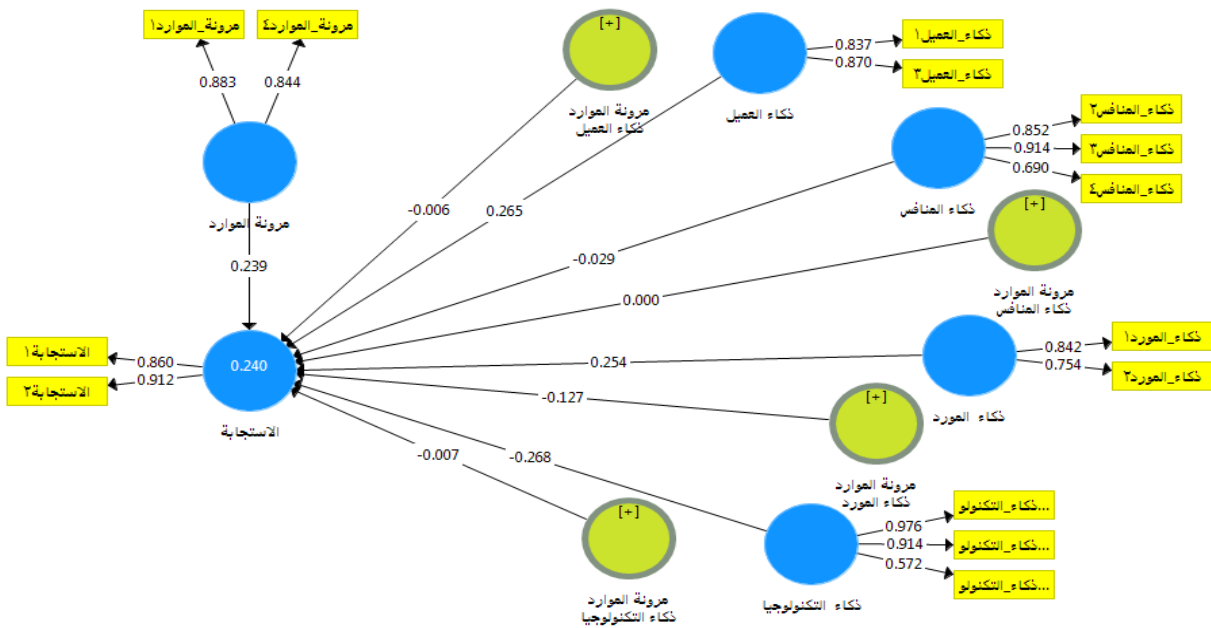 مرونة_الموارد١
مرونة_الموارد٤
0.883
0.844
مرونة الموارد
0.239
[+]
مرونة الموارد
ذكاء العميل
-0.006
ذكاء العميل
0.837
0.870
ذكاء_العميل١
ذكاء_العميل٣
0.265
ذكاء المنافس
0.852
0.914
0.690
ذكاء_المنافس٢
ذكاء_المنافس٣
ذكاء_المنافس٤
-0.029
[+]
مرونة الموارد
ذكاء المنافس
0.000
الاستجابة١
الاستجابة٢
0.860
0.912
0.240
الاستجابة
0.254
ذكاء المورد
0.842
0.754
ذكاء_المورد١
ذكاء_المورد٢
-0.127
[+]
مرونة الموارد
ذكاء المورد
-0.007
[+]
مرونة الموارد
ذكاء التكنولوجيا
-0.268
ذكاء التكنولوجيا
0.976
0.914
0.572
ذكاء_التكنولو...
ذكاء_التكنولو...
ذكاء_التكنولو...